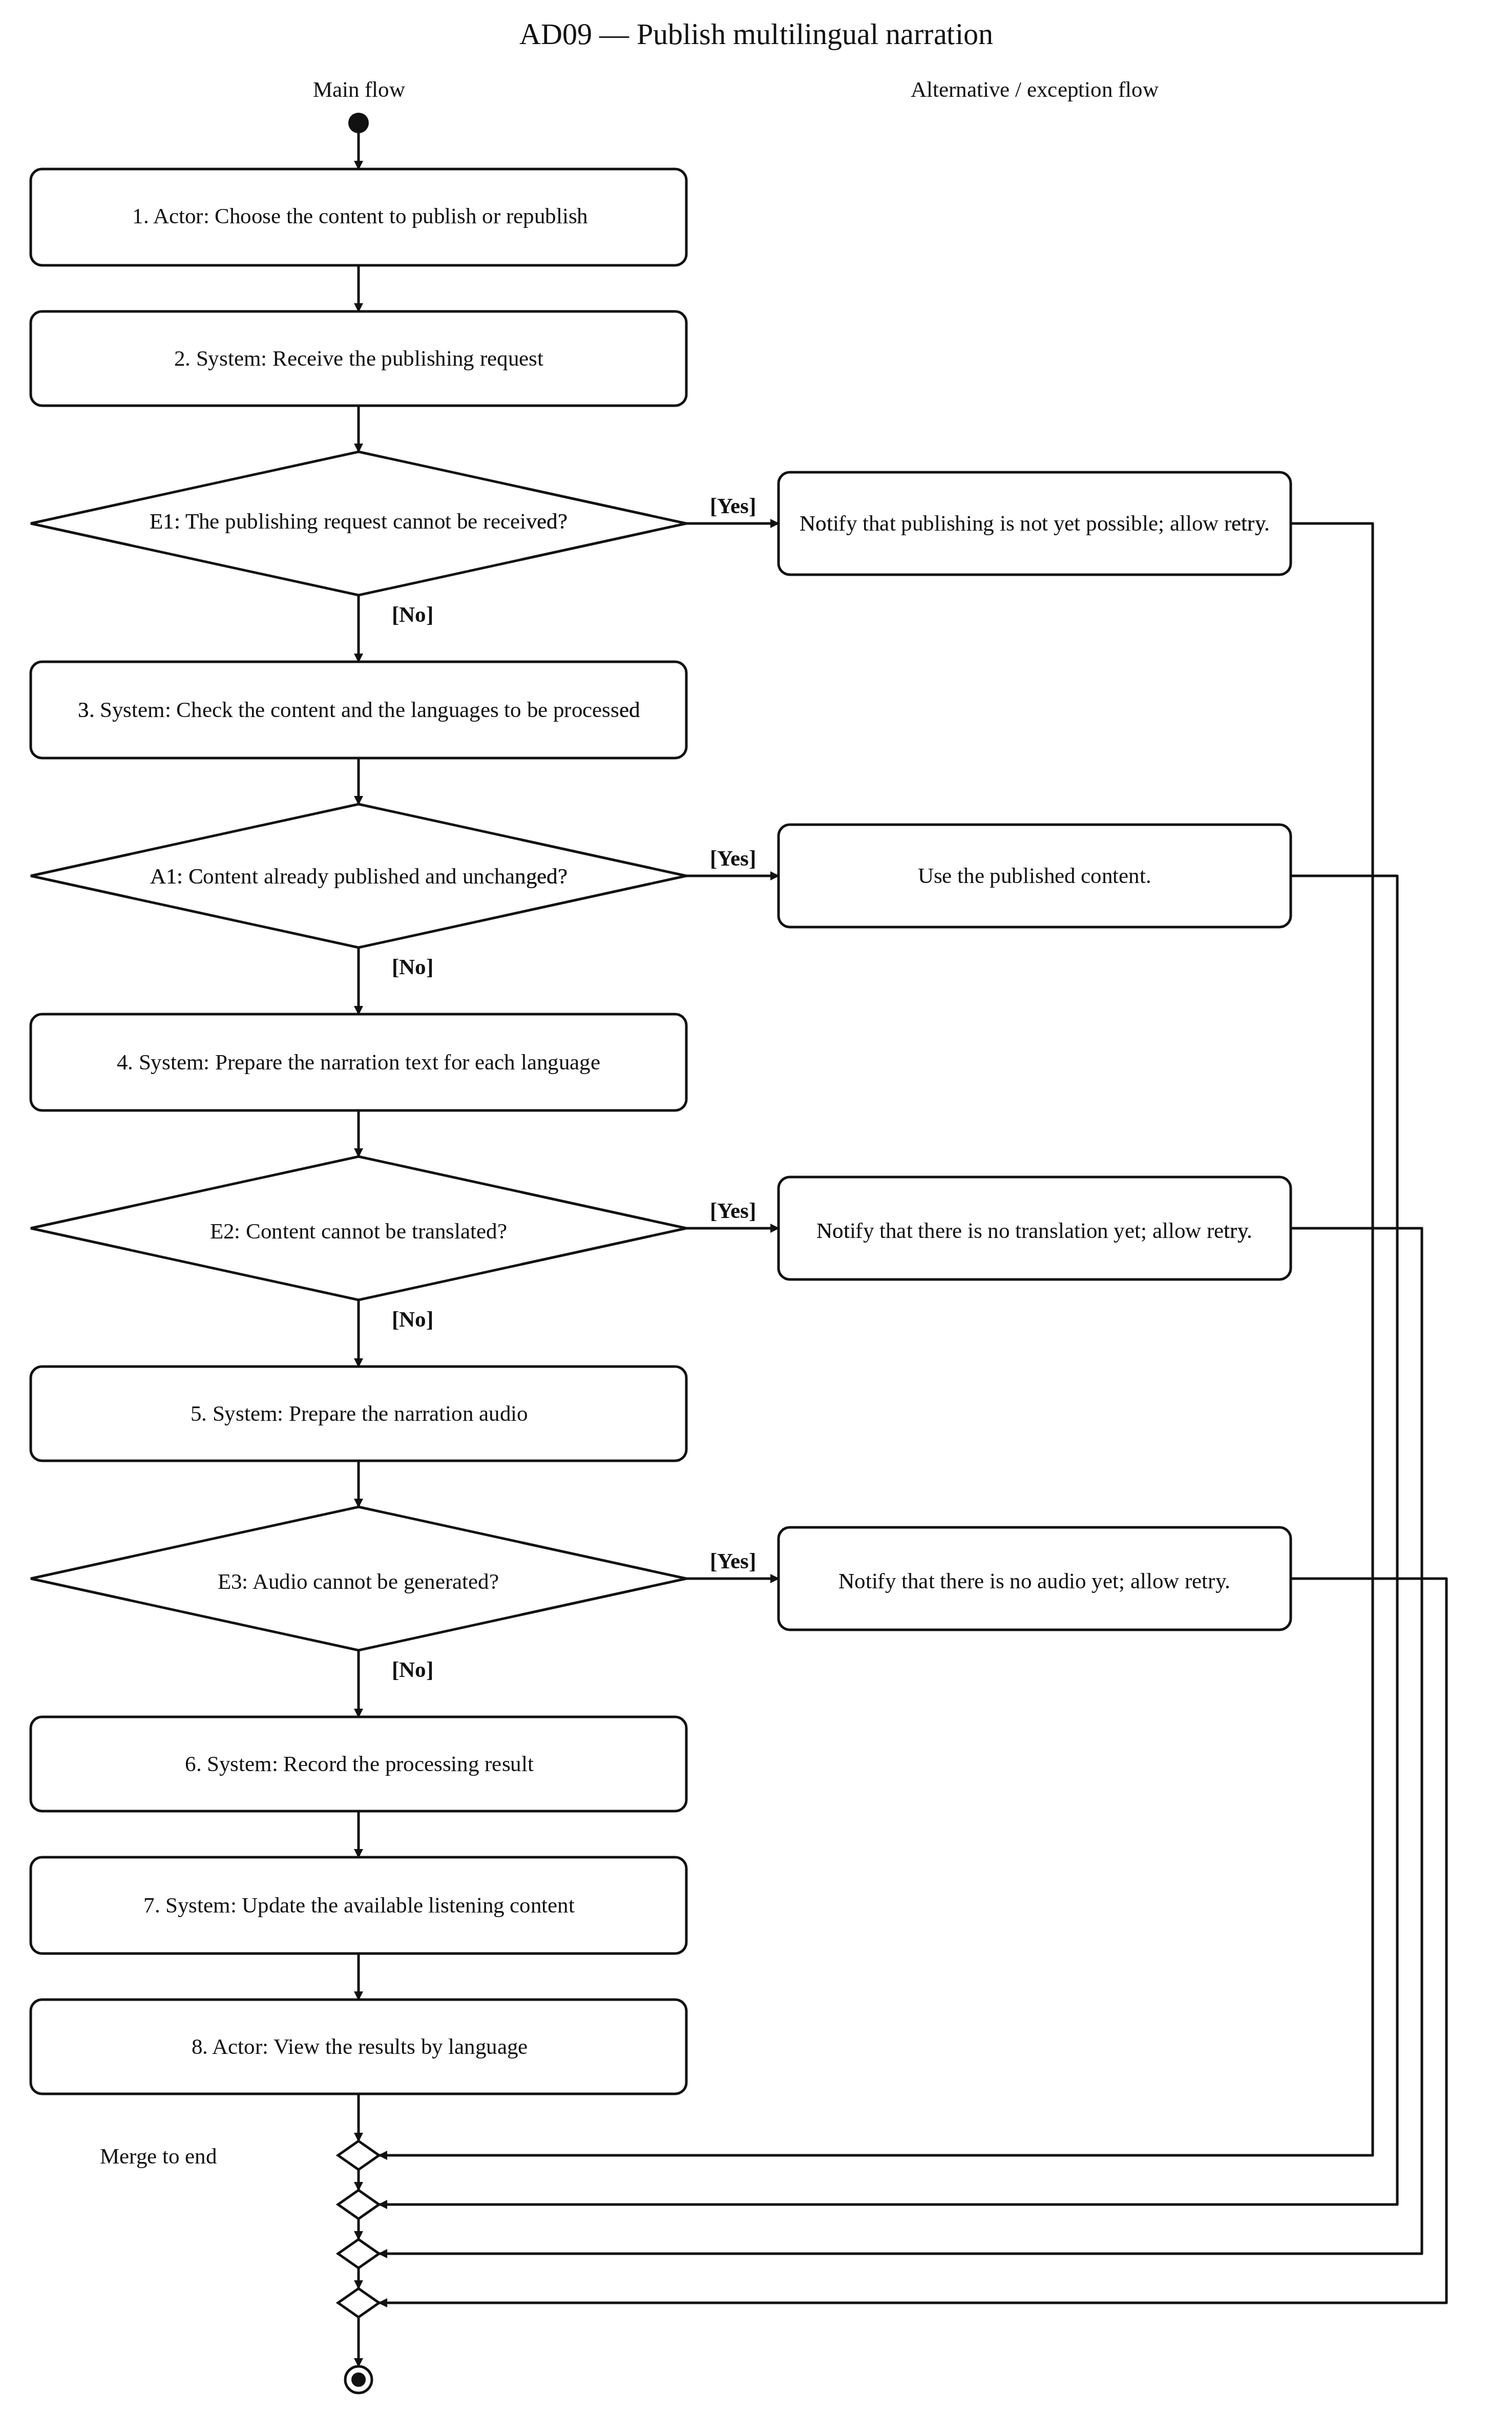 AD09 — Publish multilingual narration
Main flow
Alternative / exception flow
1. Actor: Choose the content to publish or republish
2. System: Receive the publishing request
E1: The publishing request cannot be received?
[Yes]
Notify that publishing is not yet possible; allow retry.
[No]
3. System: Check the content and the languages to be processed
A1: Content already published and unchanged?
[Yes]
Use the published content.
[No]
4. System: Prepare the narration text for each language
E2: Content cannot be translated?
[Yes]
Notify that there is no translation yet; allow retry.
[No]
5. System: Prepare the narration audio
E3: Audio cannot be generated?
[Yes]
Notify that there is no audio yet; allow retry.
[No]
6. System: Record the processing result
7. System: Update the available listening content
8. Actor: View the results by language
Merge to end